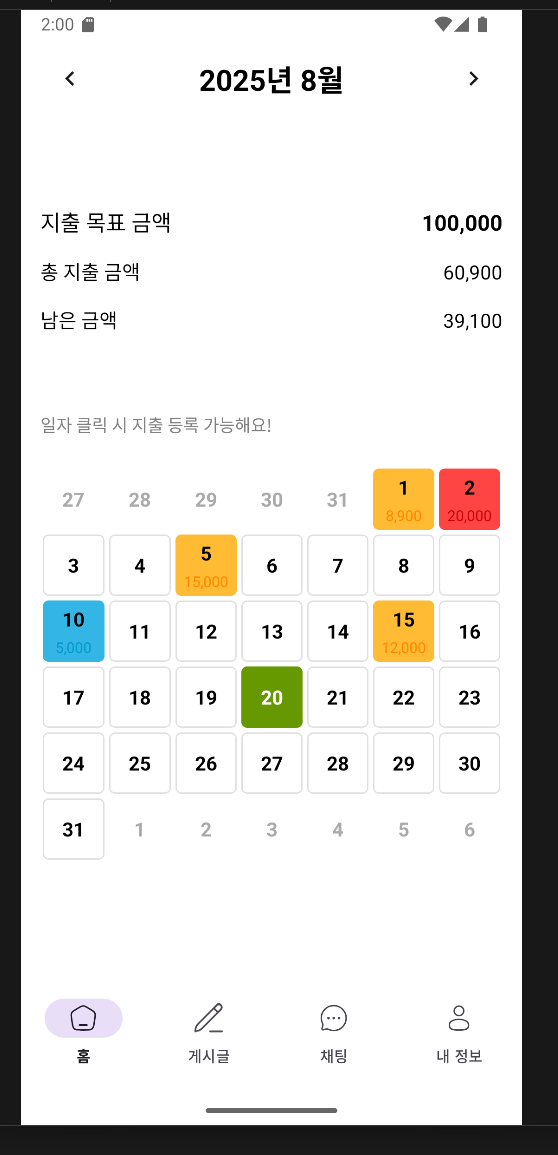 2:00
2025년 8월
지출 목표 금액 100,000
총 지출 금액 60,900
남은 금액 39,100
일자 클릭 시 지출 등록 가능해요!
27 28 29 30 31 1 2
8,900 20,000
3 4 5 6 7 8 9
15,000
10 11 12 13 14 15 16
5,000 12,000
17 18 19 20 21 22 23
24 25 26 27 28 29 30
31 1 2 3 4 5 6
홈 게시글 채팅 내 정보